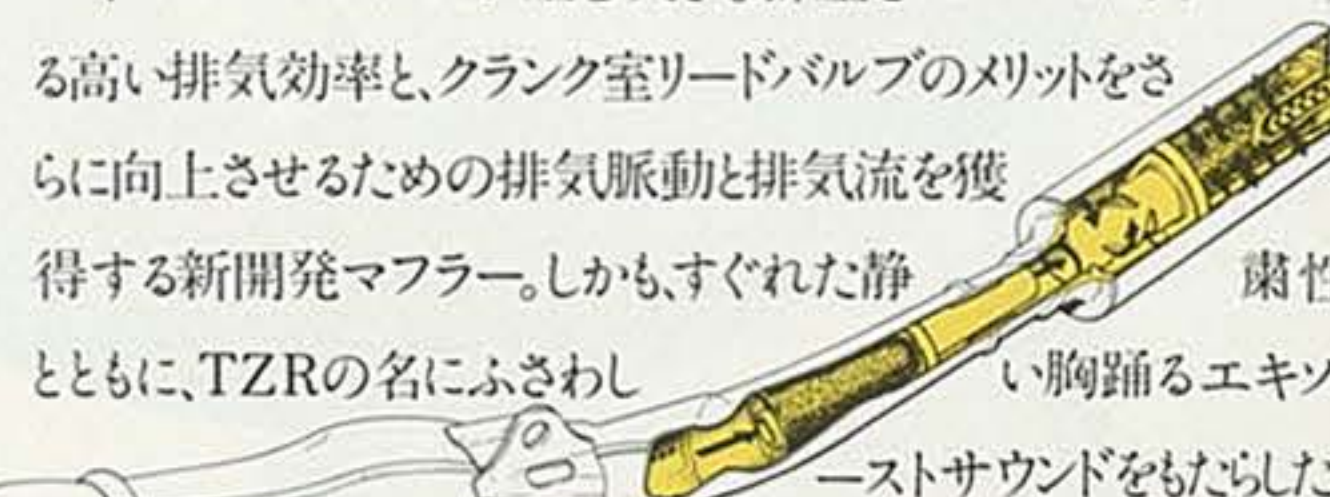 る高い排気効率と、クランク室リードバルブのメリットをさ
らに向上させるための排気脈動と排気流を獲
得する新開発マフラー。しかも、すぐれた静粛性
とともに、TZRの名にふさわしい胸踊るエキゾ
ーストサウンドをもたらした